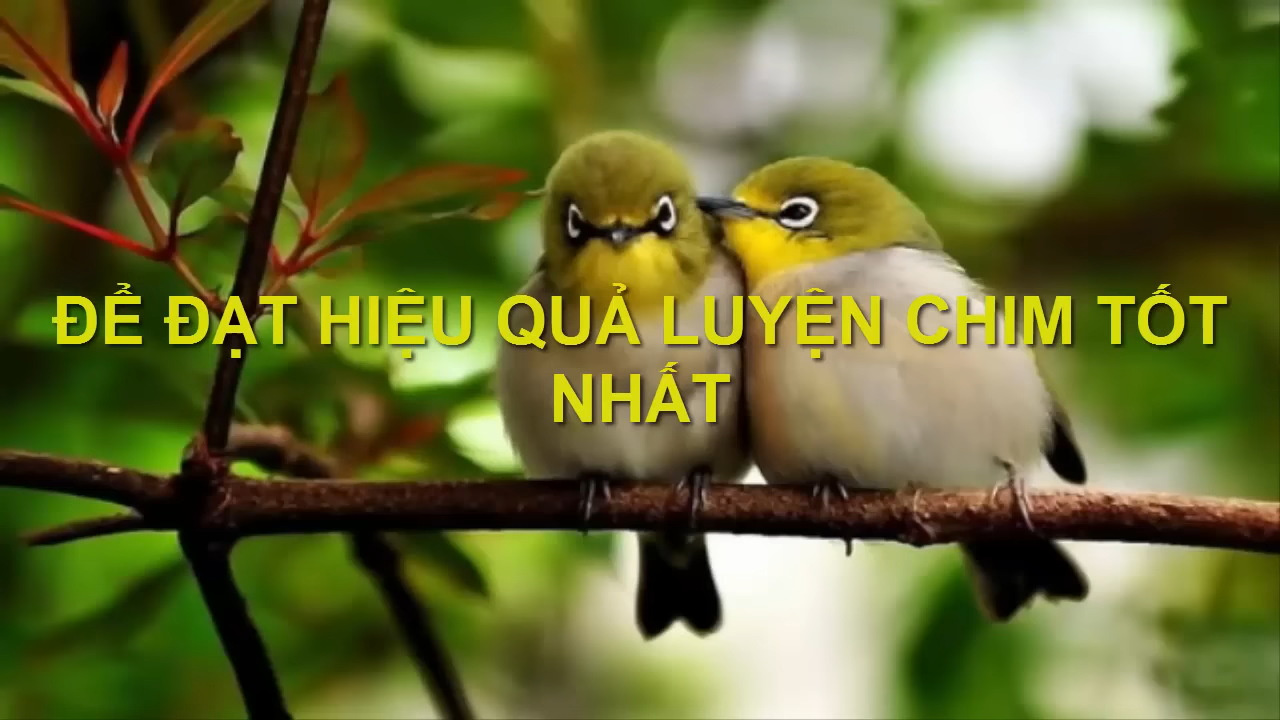 ĐỂ ĐẠT HIỆU QUẢ LUYỆN CHIM TỐT
NHẤT